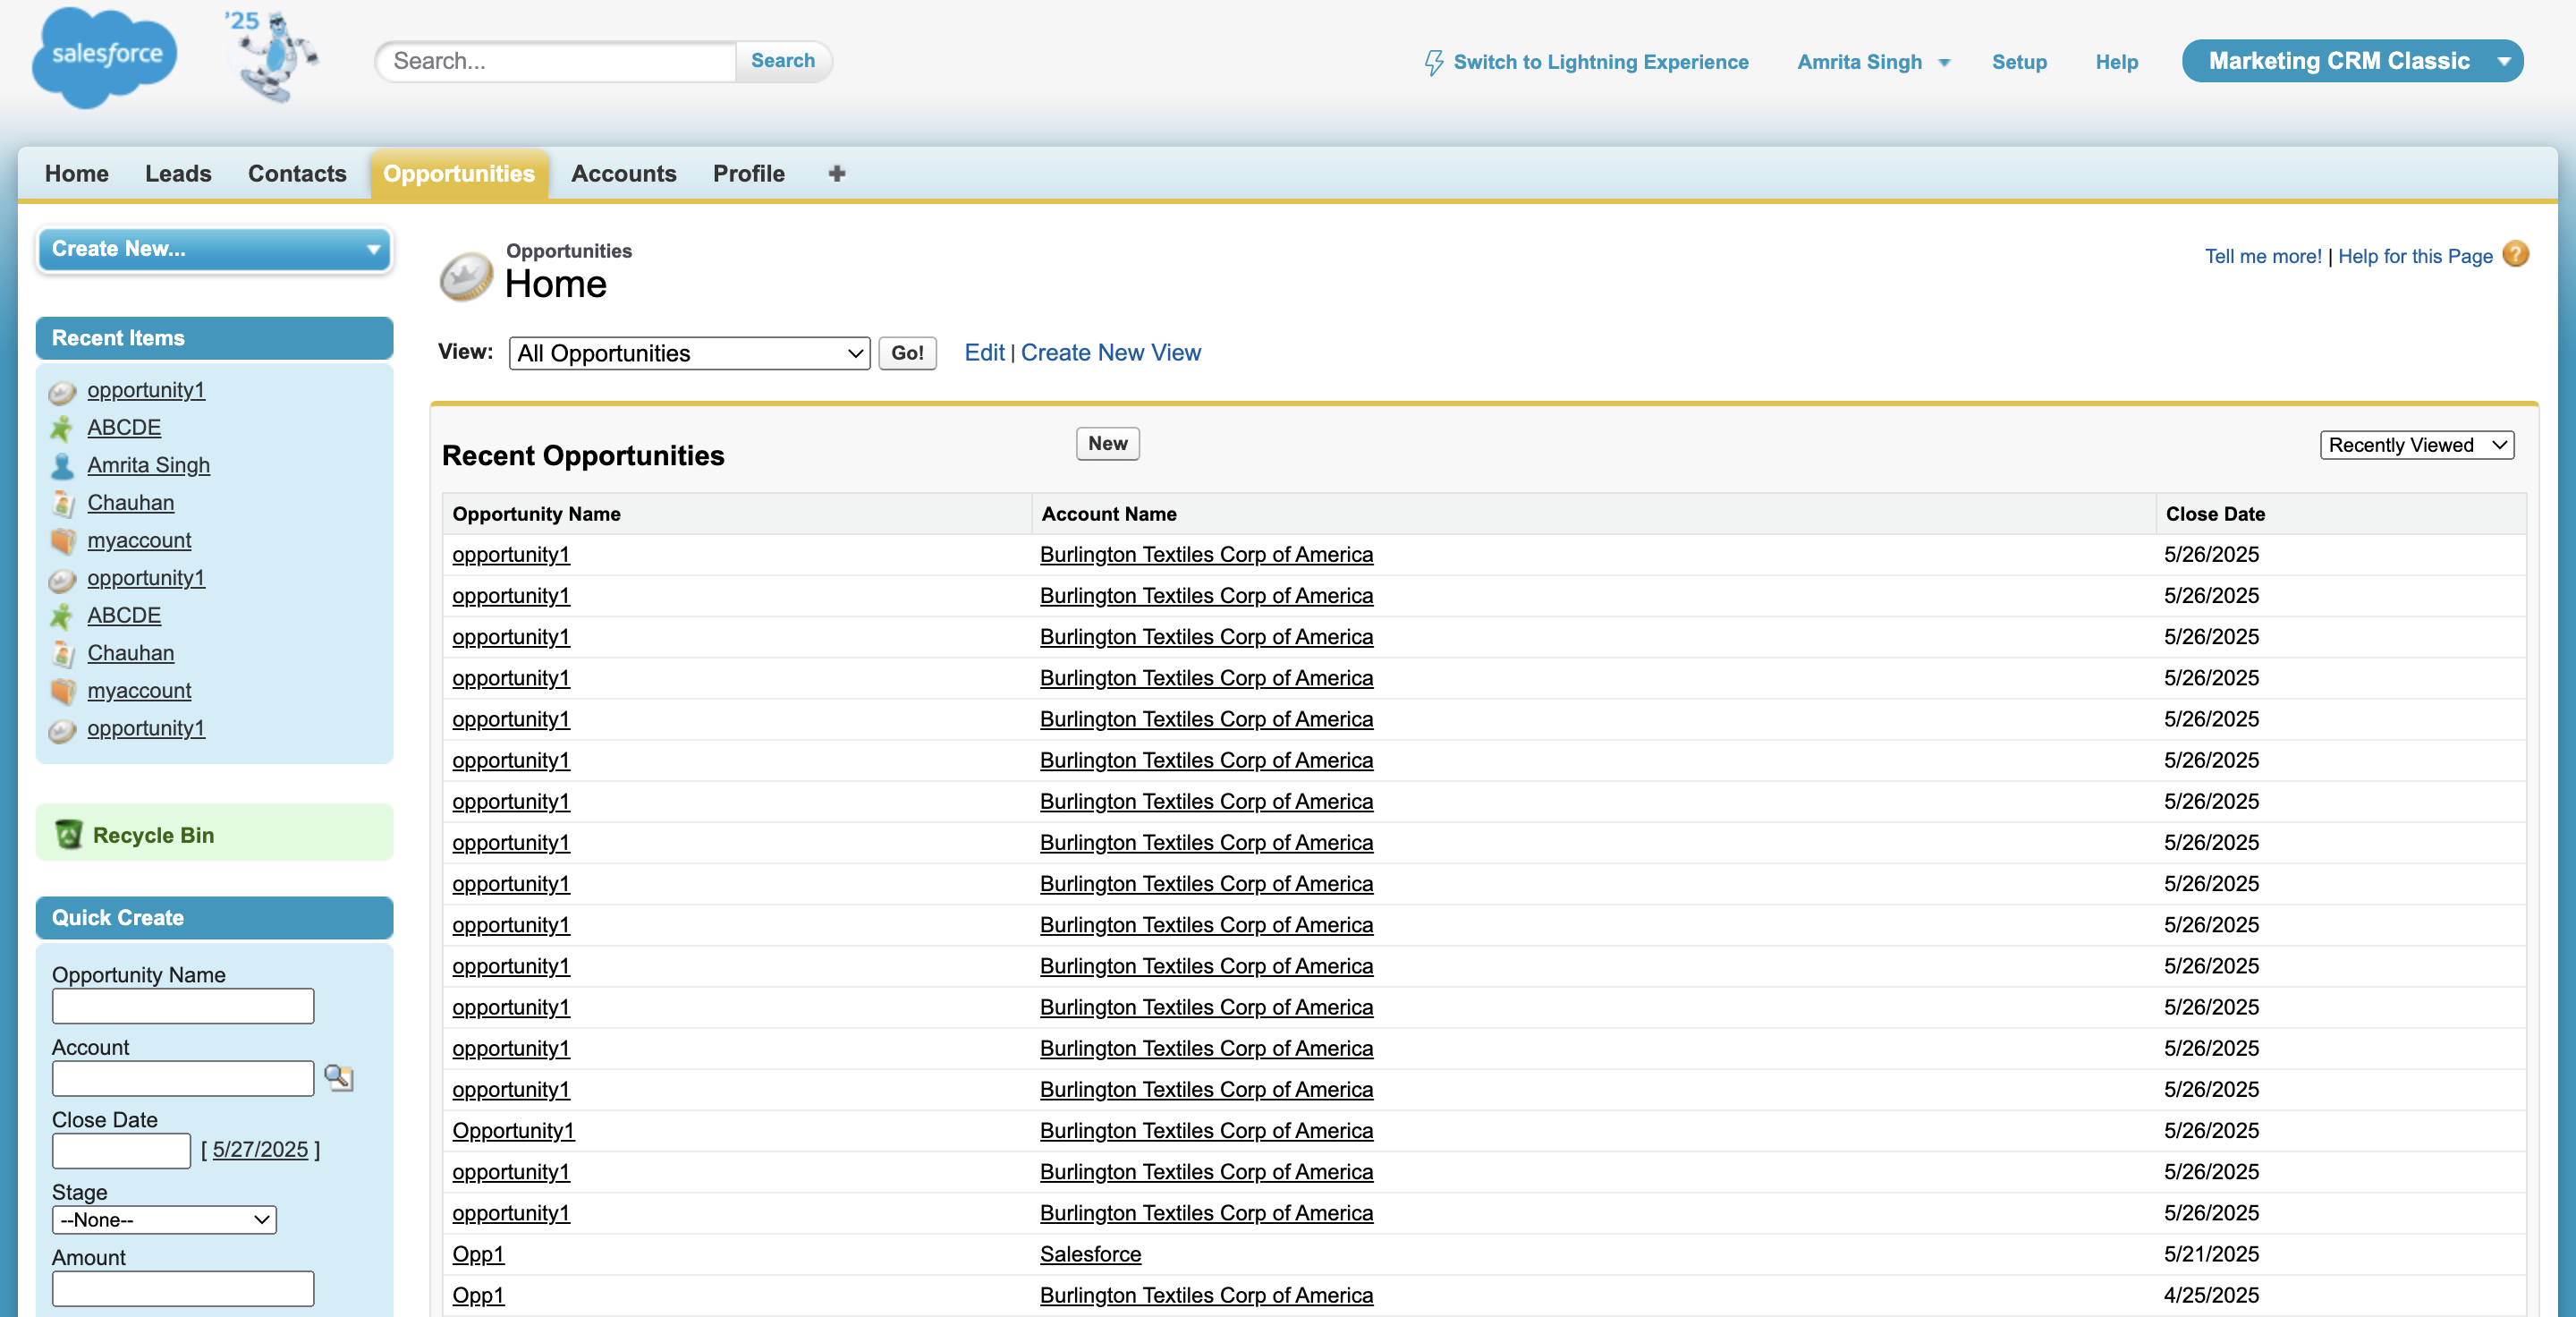 salesforce
'25
Search...
Search
Switch to Lightning Experience
Amrita Singh
Setup
Help
Marketing CRM Classic
Home
Leads
Contacts
Opportunities
Accounts
Profile
Create New...
Recent Items
opportunity1
ABCDE
Amrita Singh
Chauhan
myaccount
opportunity1
ABCDE
Chauhan
myaccount
opportunity1
Recycle Bin
Quick Create
Opportunity Name
Account
Close Date
[ 5/27/2025 ]
Stage
--None--
Amount
Opportunities
Home
Tell me more! | Help for this Page
View: All Opportunities Go! Edit | Create New View
Recent Opportunities New Recently Viewed
Opportunity Name Account Name Close Date
opportunity1 Burlington Textiles Corp of America 5/26/2025
opportunity1 Burlington Textiles Corp of America 5/26/2025
opportunity1 Burlington Textiles Corp of America 5/26/2025
opportunity1 Burlington Textiles Corp of America 5/26/2025
opportunity1 Burlington Textiles Corp of America 5/26/2025
opportunity1 Burlington Textiles Corp of America 5/26/2025
opportunity1 Burlington Textiles Corp of America 5/26/2025
opportunity1 Burlington Textiles Corp of America 5/26/2025
opportunity1 Burlington Textiles Corp of America 5/26/2025
opportunity1 Burlington Textiles Corp of America 5/26/2025
opportunity1 Burlington Textiles Corp of America 5/26/2025
opportunity1 Burlington Textiles Corp of America 5/26/2025
opportunity1 Burlington Textiles Corp of America 5/26/2025
opportunity1 Burlington Textiles Corp of America 5/26/2025
Opportunity1 Burlington Textiles Corp of America 5/26/2025
opportunity1 Burlington Textiles Corp of America 5/26/2025
opportunity1 Burlington Textiles Corp of America 5/26/2025
Opp1 Salesforce 5/21/2025
Opp1 Burlington Textiles Corp of America 4/25/2025